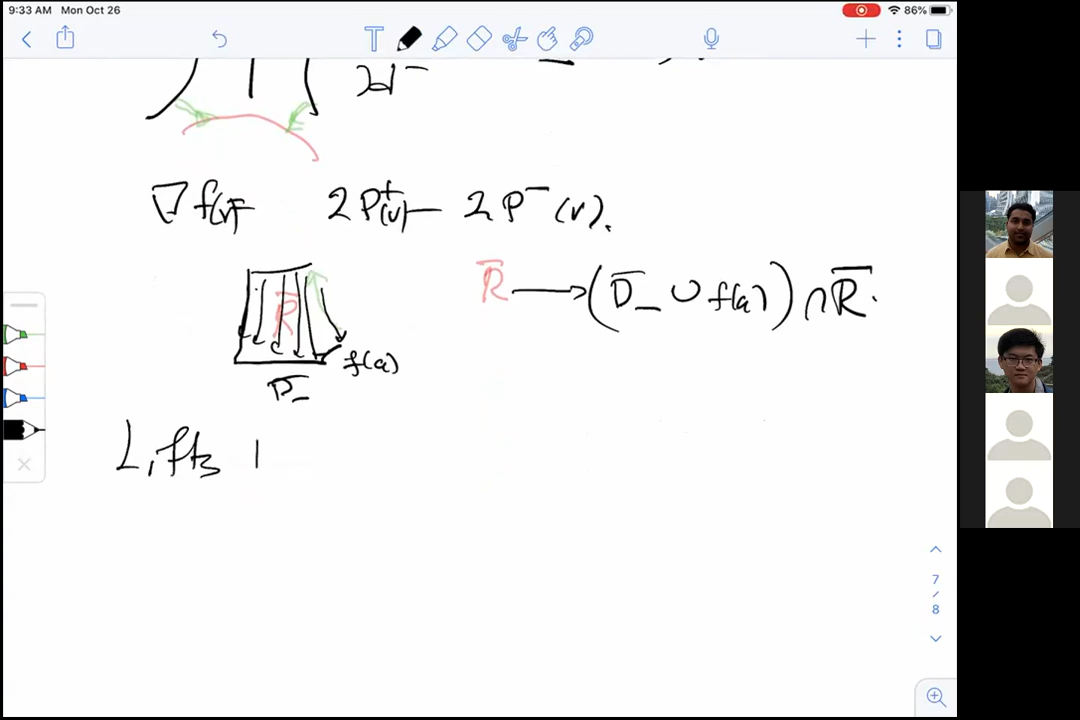 9:33 AM Mon Oct 26
86%
∇f(v)= 2P⁺(v) — 2P⁻(v).
R̄ → (D̄₋ ∪ f(a)) ∩ R̄.
R̄
f(a)
D̄₋
Lifts
7
/
8